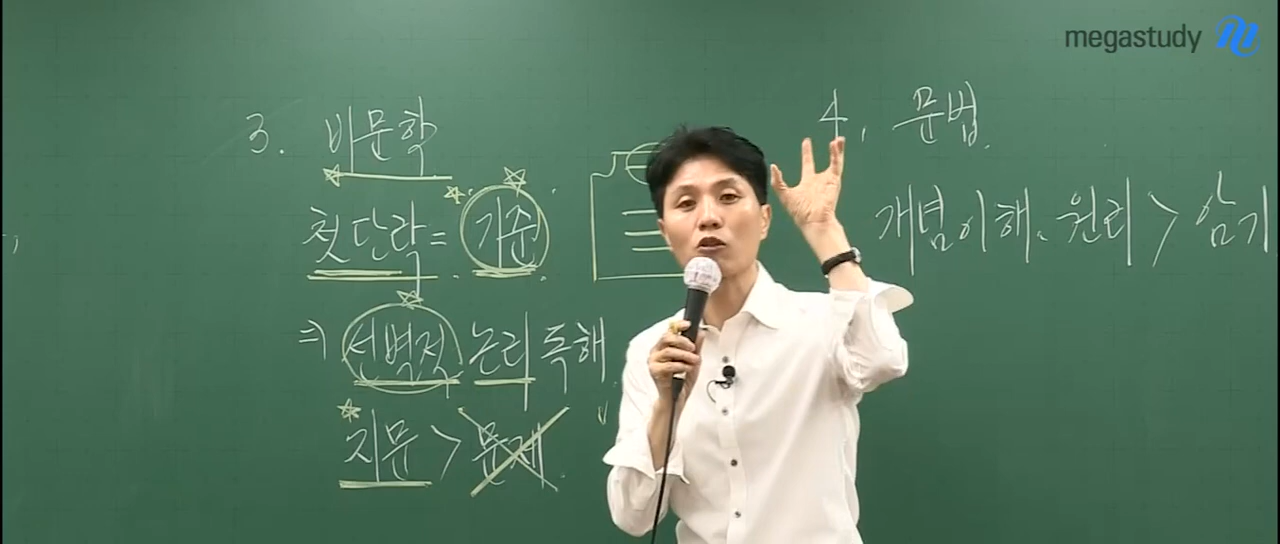 megastudy
3. 비문학
첫단락 = 기준
⇒ 선별적 논리 독해
지문 > 문제
4. 문법
개념이해, 원리 > 암기